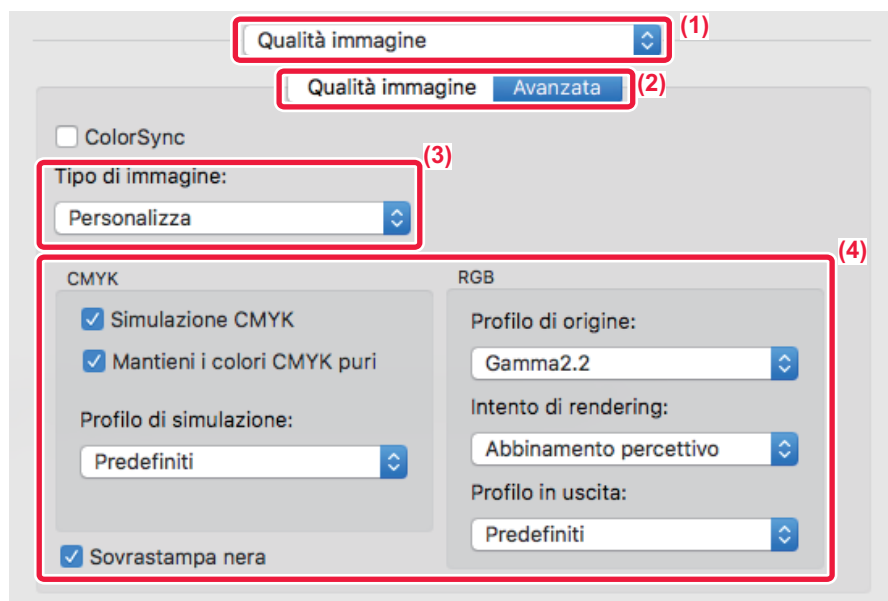 Qualità immagine
(1)
Qualità immagine Avanzata
(2)
ColorSync
(3)
Tipo di immagine:
Personalizza
(4)
CMYK
Simulazione CMYK
Mantieni i colori CMYK puri
Profilo di simulazione:
Predefiniti
Sovrastampa nera
RGB
Profilo di origine:
Gamma2.2
Intento di rendering:
Abbinamento percettivo
Profilo in uscita:
Predefiniti